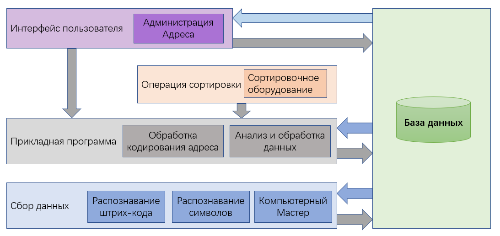 Интерфейс пользователя
Администрация
Адреса
Операция сортировки
Сортировочное
оборудование
База данных
Прикладная программа
Обработка
кодирования адреса
Анализ и обработка
данных
Сбор данных
Распознавание
штрих-кода
Распознавание
символов
Компьютерный
Мастер